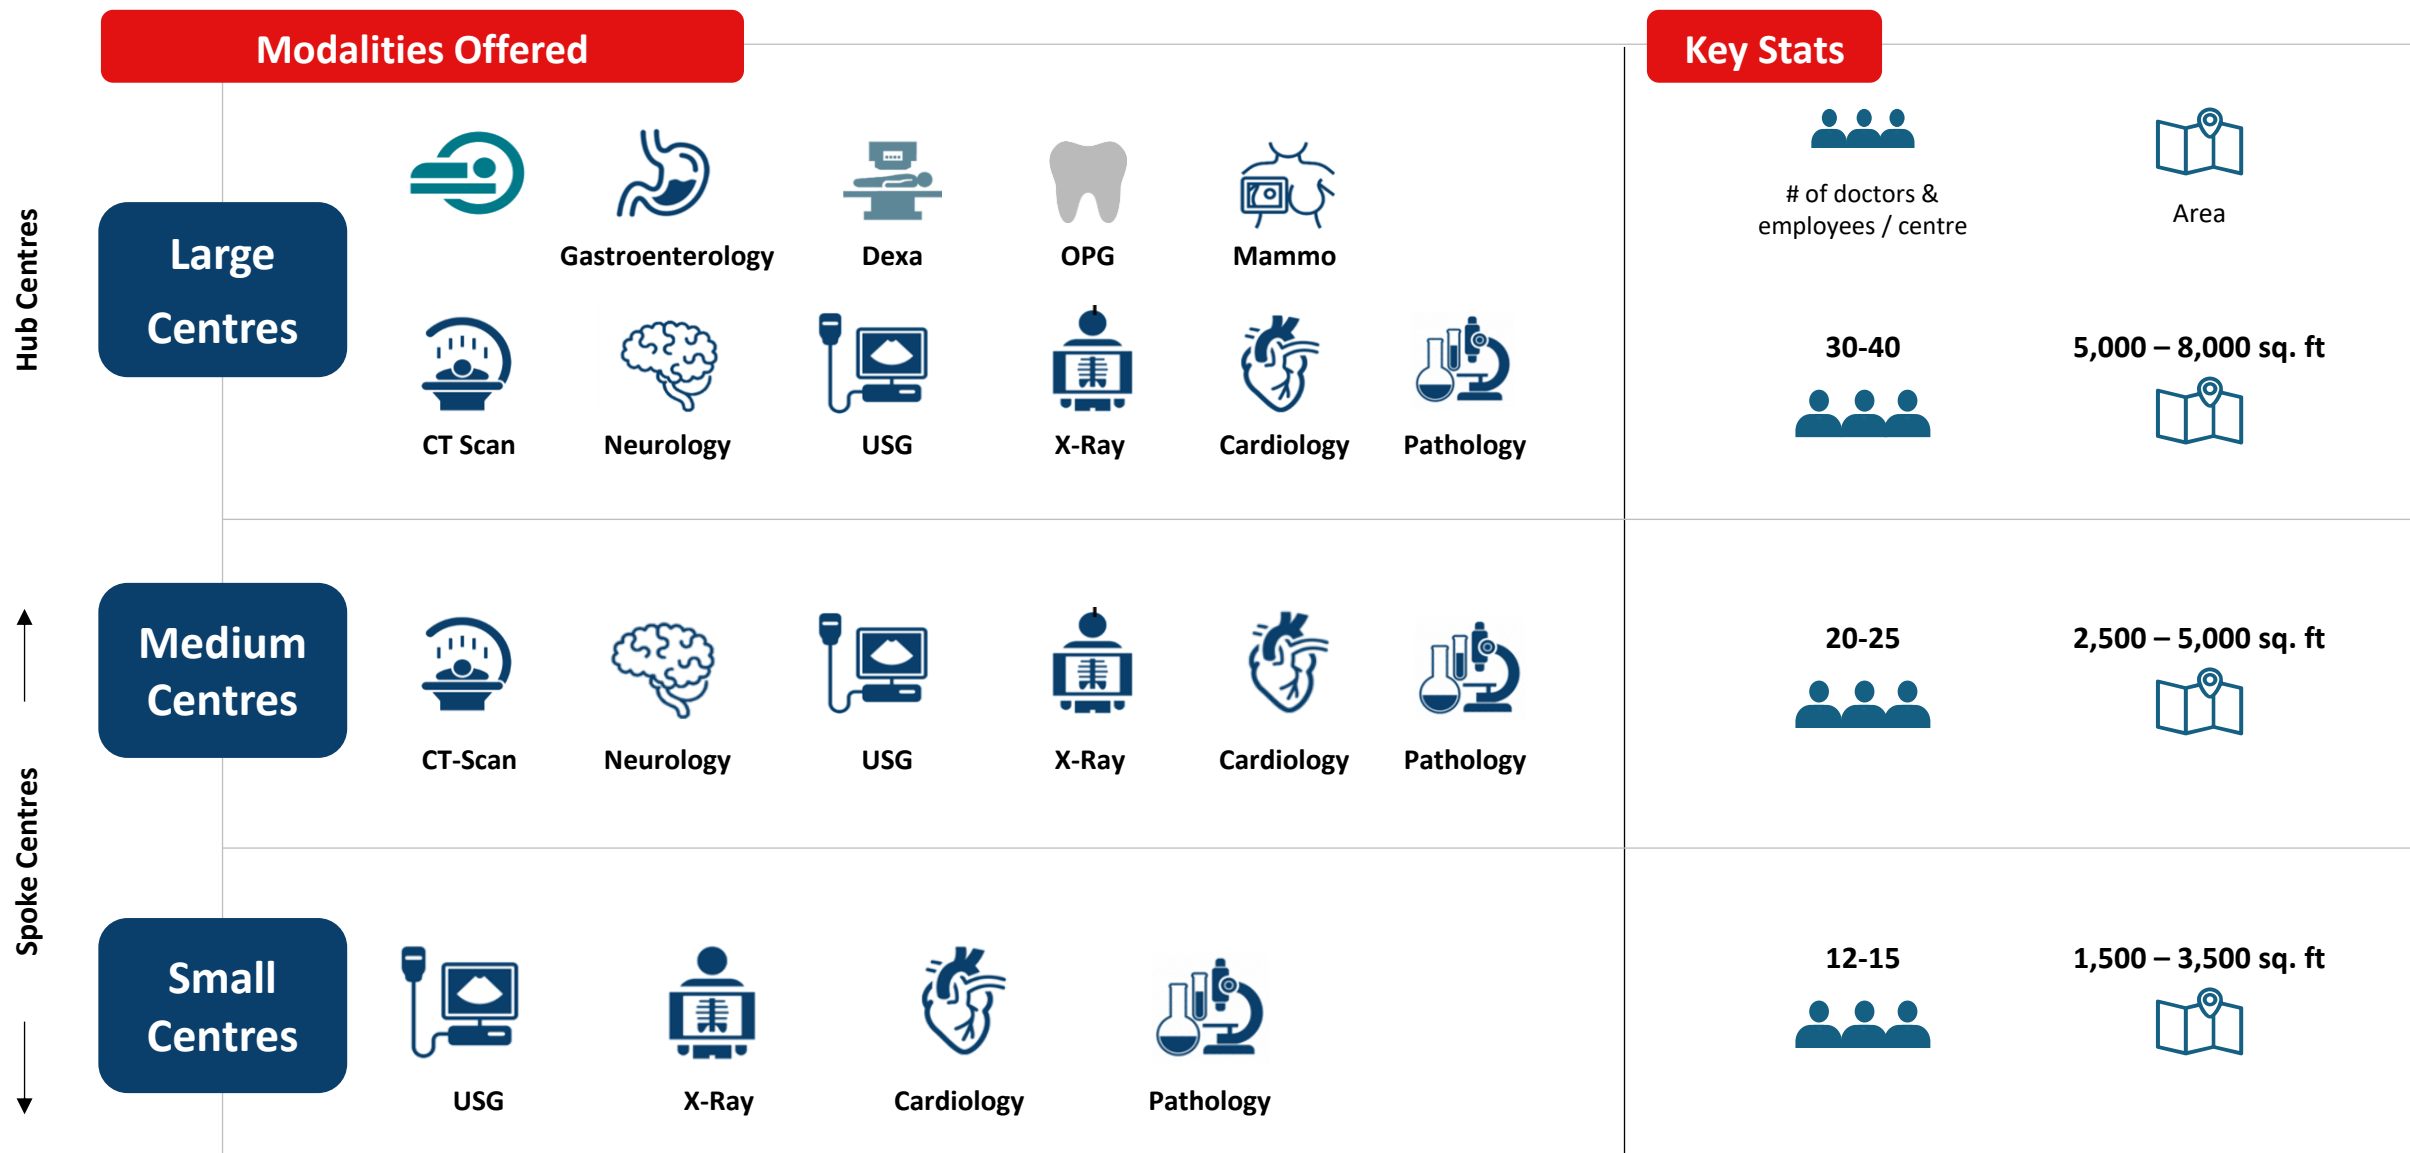 Modalities Offered
Key Stats
Hub Centres
Large
Centres
Gastroenterology
Dexa
OPG
Mammo
# of doctors &
employees / centre
Area
CT Scan
Neurology
USG
X-Ray
Cardiology
Pathology
30-40
5,000 – 8,000 sq. ft
Spoke Centres
Medium
Centres
CT-Scan
Neurology
USG
X-Ray
Cardiology
Pathology
20-25
2,500 – 5,000 sq. ft
Small
Centres
USG
X-Ray
Cardiology
Pathology
12-15
1,500 – 3,500 sq. ft